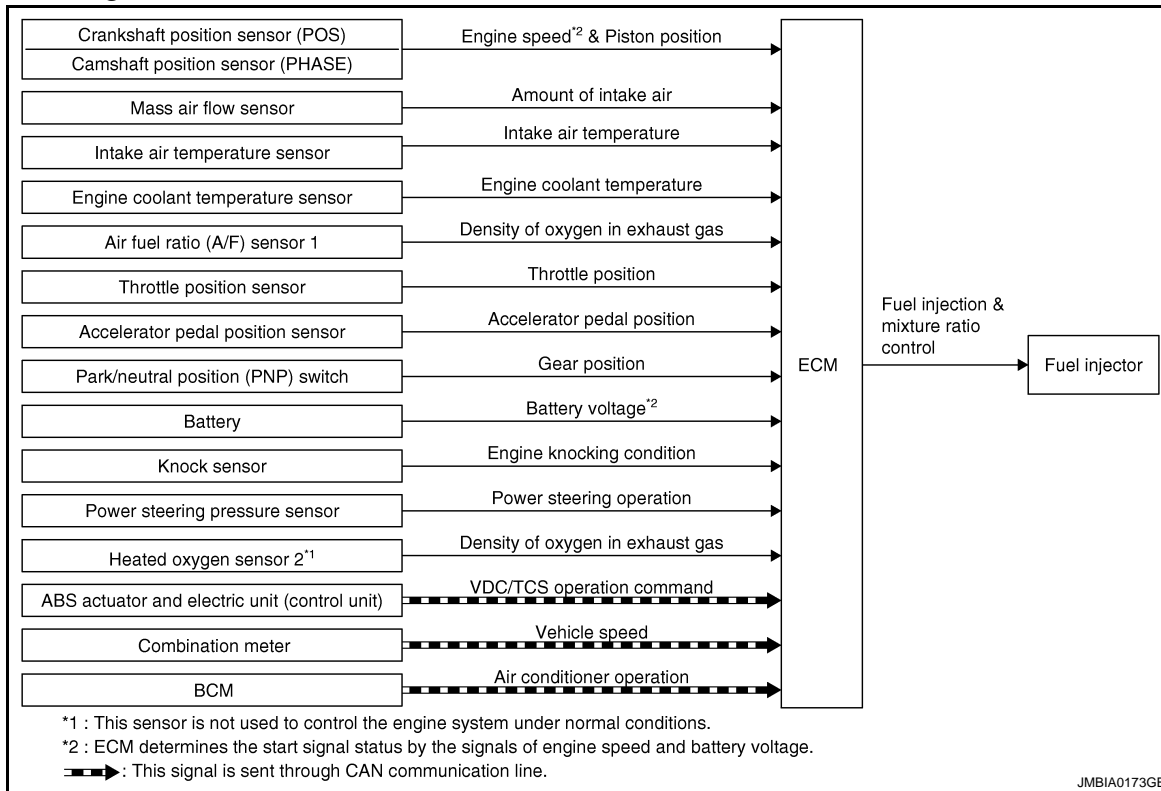 Crankshaft position sensor (POS)
Camshaft position sensor (PHASE)
Engine speed*2 & Piston position
Mass air flow sensor
Amount of intake air
Intake air temperature sensor
Intake air temperature
Engine coolant temperature sensor
Engine coolant temperature
Air fuel ratio (A/F) sensor 1
Density of oxygen in exhaust gas
Throttle position sensor
Throttle position
Accelerator pedal position sensor
Accelerator pedal position
Park/neutral position (PNP) switch
Gear position
Battery
Battery voltage*2
Knock sensor
Engine knocking condition
Power steering pressure sensor
Power steering operation
Heated oxygen sensor 2*1
Density of oxygen in exhaust gas
ABS actuator and electric unit (control unit)
VDC/TCS operation command
Combination meter
Vehicle speed
BCM
Air conditioner operation
ECM
Fuel injection &
mixture ratio
control
Fuel injector
*1 : This sensor is not used to control the engine system under normal conditions.
*2 : ECM determines the start signal status by the signals of engine speed and battery voltage.
: This signal is sent through CAN communication line.